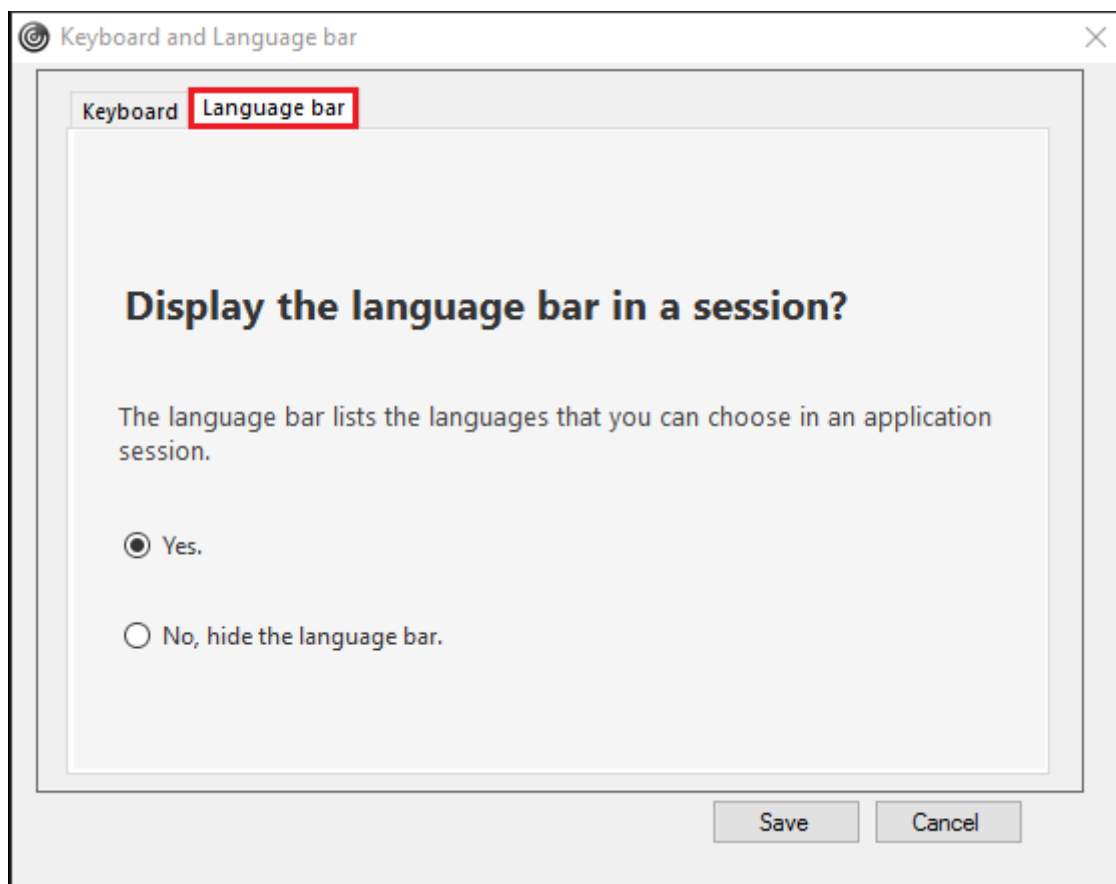 Keyboard and Language bar
Keyboard Language bar
Display the language bar in a session?
The language bar lists the languages that you can choose in an application
session.
Yes.
No, hide the language bar.
Save Cancel